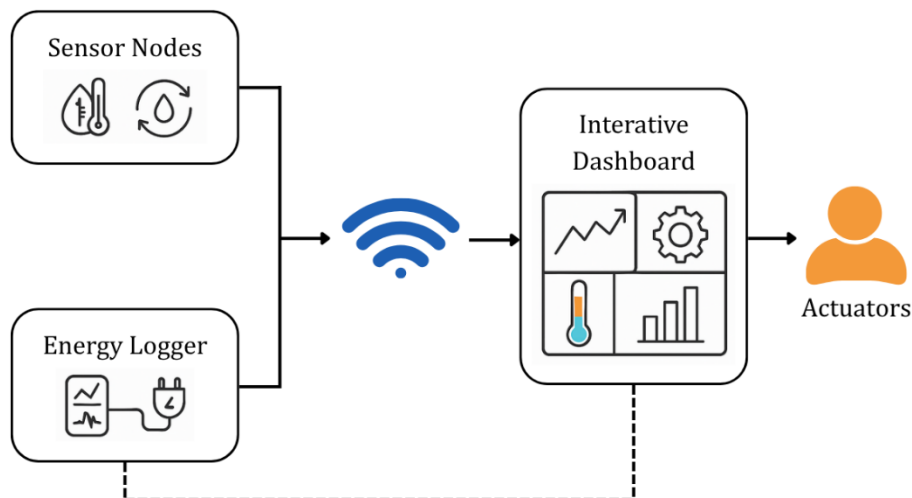 Sensor Nodes
Energy Logger
Interative
Dashboard
Actuators